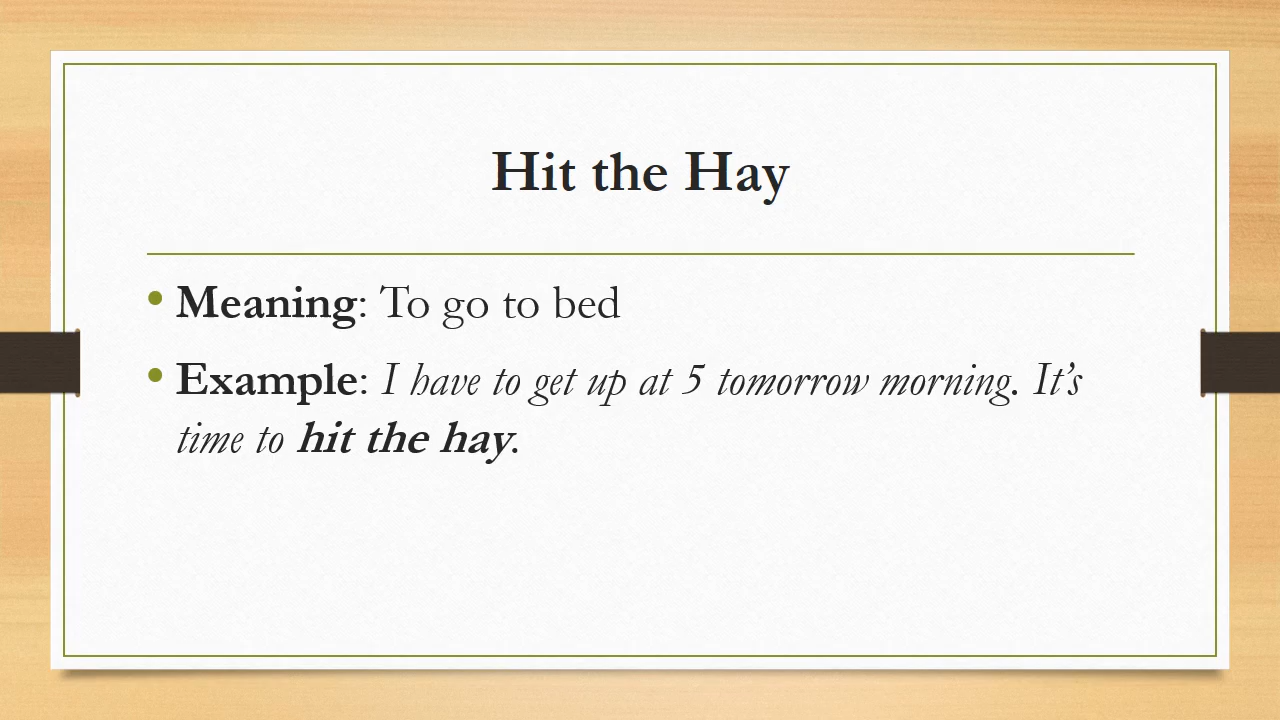 Hit the Hay
• Meaning: To go to bed
• Example: I have to get up at 5 tomorrow morning. It’s
time to hit the hay.